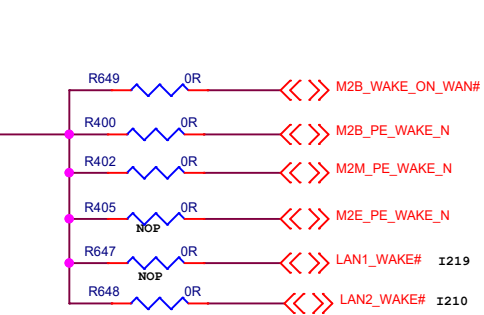 R649 0R M2B_WAKE_ON_WAN#
R400 0R M2B_PE_WAKE_N
R402 0R M2M_PE_WAKE_N
R405 0R M2E_PE_WAKE_N
NOP
R647 0R LAN1_WAKE# I219
NOP
R648 0R LAN2_WAKE# I210